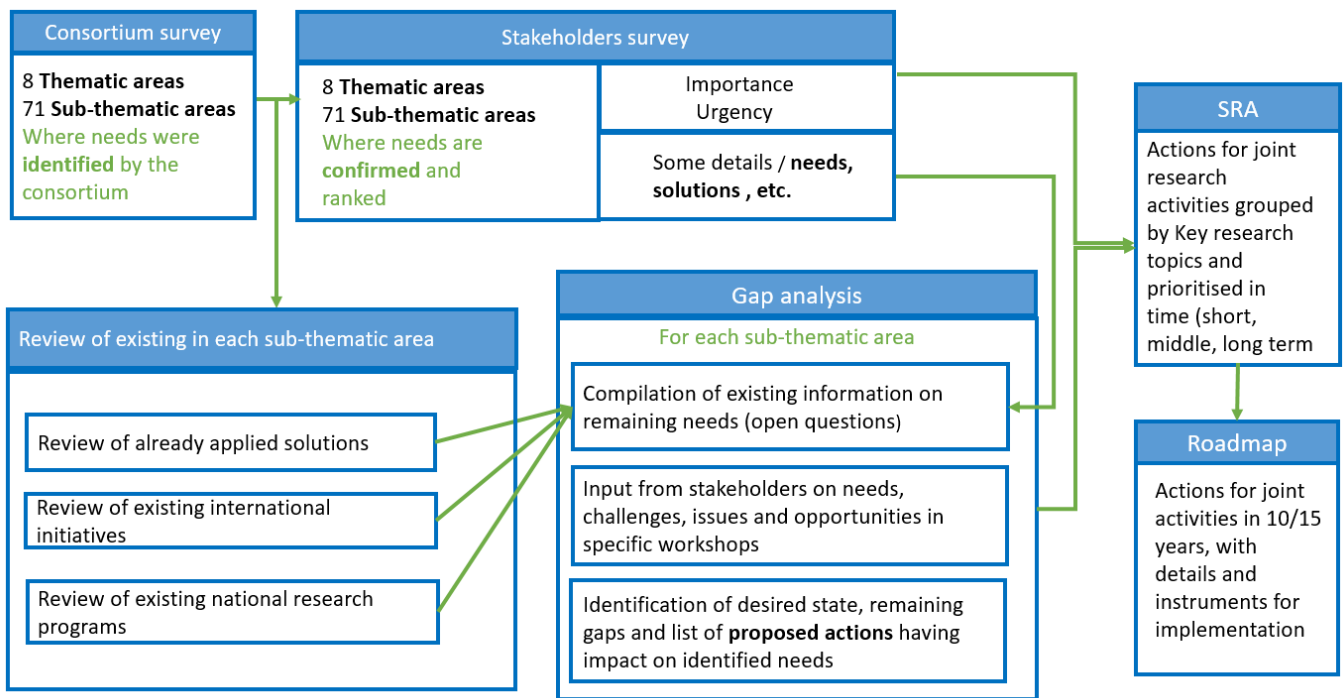 Consortium survey
8 Thematic areas
71 Sub-thematic areas
Where needs were
identified by the
consortium
Stakeholders survey
8 Thematic areas
71 Sub-thematic areas
Where needs are
confirmed and
ranked
Importance
Urgency
Some details / needs,
solutions , etc.
SRA
Actions for joint
research
activities grouped
by Key research
topics and
prioritised in
time (short,
middle, long term
Review of existing in each sub-thematic area
Review of already applied solutions
Review of existing international
initiatives
Review of existing national research
programs
Gap analysis
For each sub-thematic area
Compilation of existing information on
remaining needs (open questions)
Input from stakeholders on needs,
challenges, issues and opportunities in
specific workshops
Identification of desired state, remaining
gaps and list of proposed actions having
impact on identified needs
Roadmap
Actions for joint
activities in 10/15
years, with
details and
instruments for
implementation